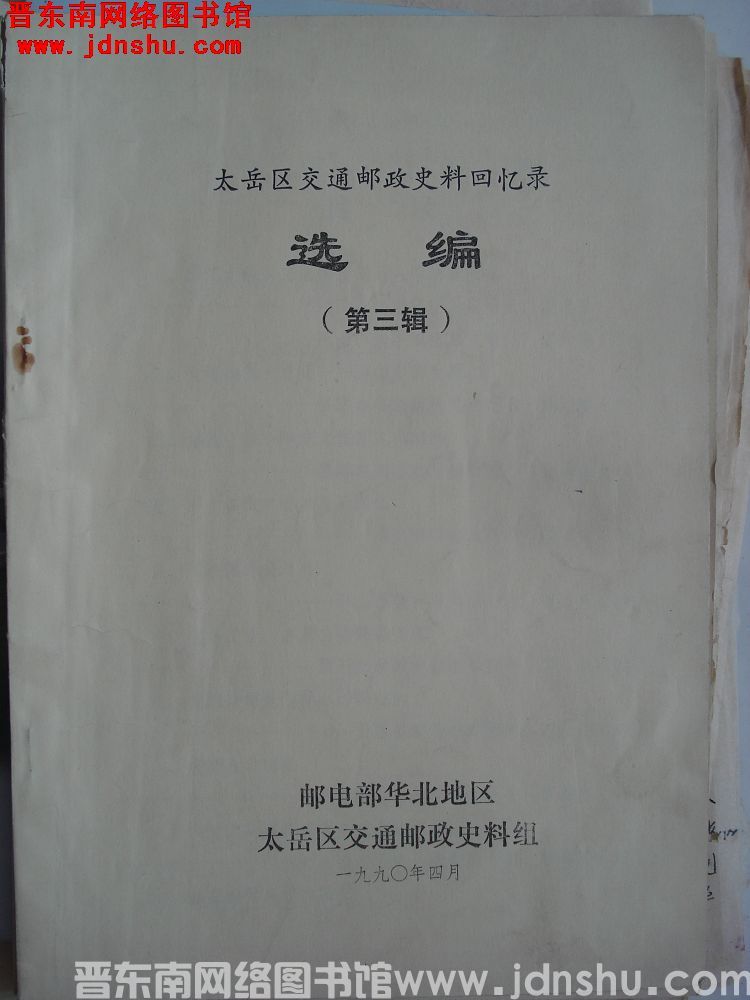 晋东南网络图书馆
www.jdnshu.com
太岳区交通邮政史料回忆录
选 编
（第三辑）
邮电部华北地区
太岳区交通邮政史料组
一九九〇年四月
晋东南网络图书馆www.jdnshu.com